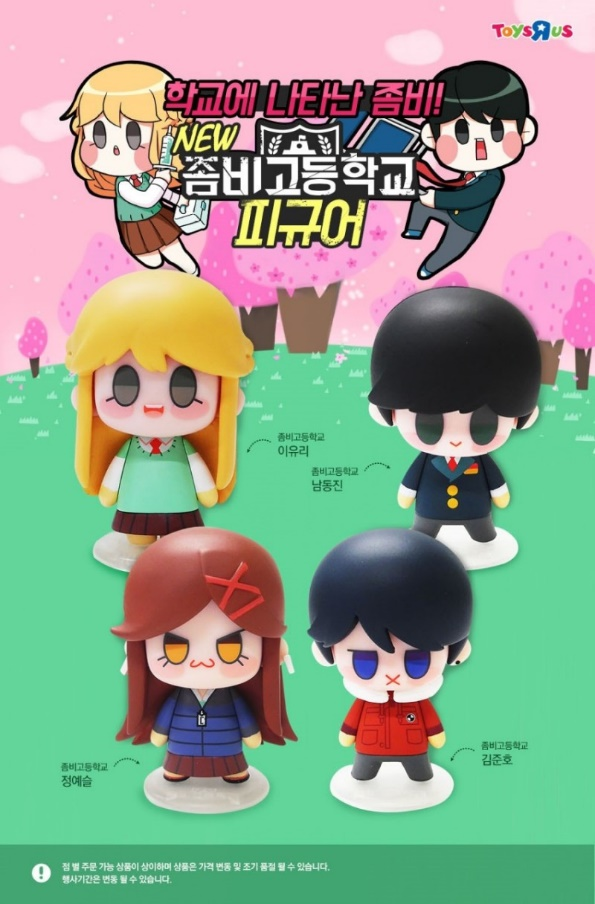 TOYSRUS
학교에 나타난 좀비!
NEW
좀비고등학교
피규어
좀비고등학교
이유리
좀비고등학교
남동진
좀비고등학교
정예슬
좀비고등학교
김준호
점 별 주문 가능 상품이 상이하며 상품은 가격 변동 및 조기 품절 될 수 있습니다.
행사기간은 변동 될 수 있습니다.